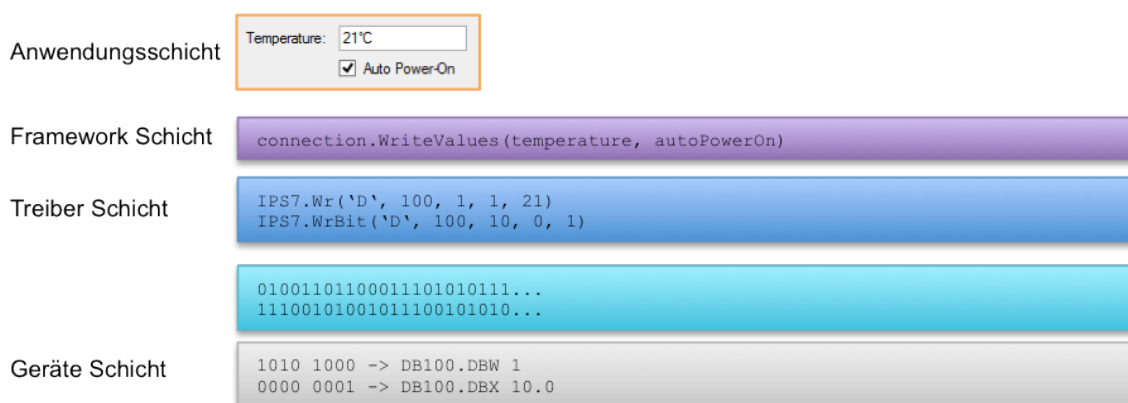 Anwendungsschicht
Temperature: 21°C
Auto Power-On
Framework Schicht
connection.WriteValues(temperature, autoPowerOn)
Treiber Schicht
IPS7.Wr(‘D‘, 100, 1, 1, 21)
IPS7.WrBit(‘D‘, 100, 10, 0, 1)
01001101100011101010111...
11100101001011100101010...
Geräte Schicht
1010 1000 -> DB100.DBW 1
0000 0001 -> DB100.DBX 10.0